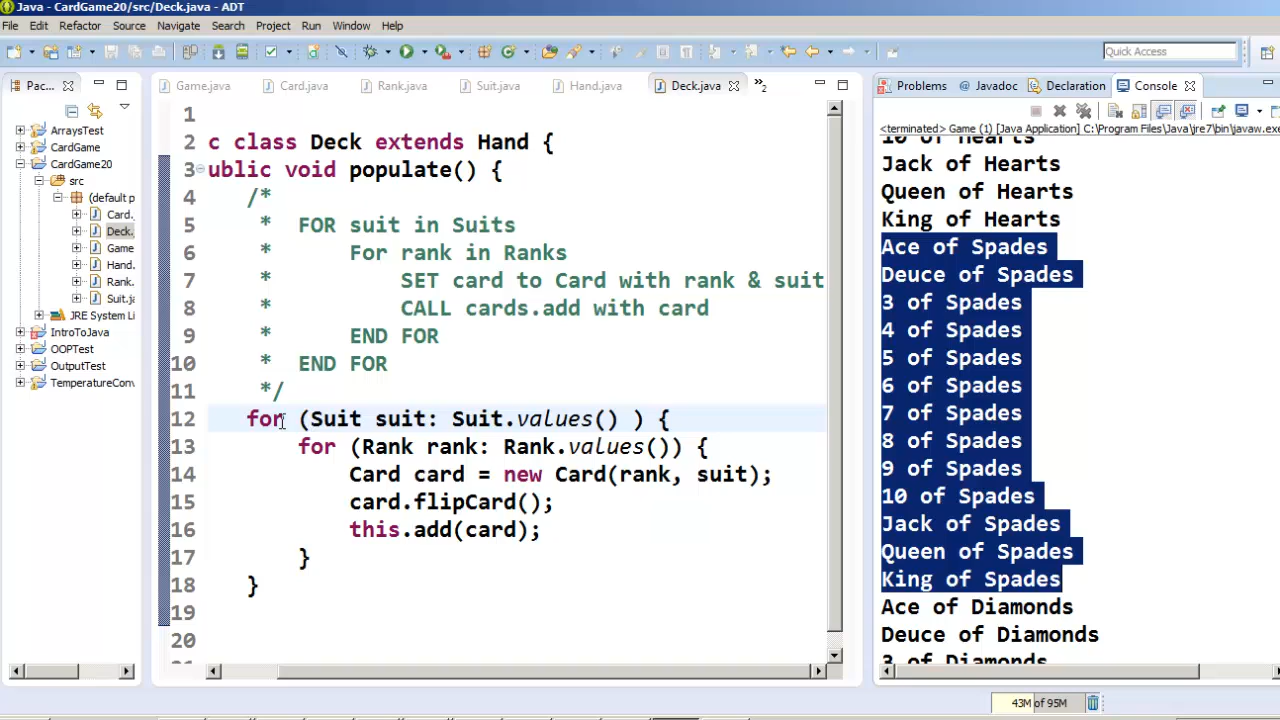 Java - CardGame20/src/Deck.java - ADT
File Edit Refactor Source Navigate Search Project Run Window Help
Quick Access
Pac...
ArraysTest
CardGame
CardGame20
src
(default p
Card.
Deck.
Game
Hand.
Rank.
Suit.ja
JRE System Li
IntroToJava
OOPTest
OutputTest
TemperatureCon
Game.java Card.java Rank.java Suit.java Hand.java Deck.java »2
1
2 c class Deck extends Hand {
3 ublic void populate() {
4 /*
5 * FOR suit in Suits
6 * For rank in Ranks
7 * SET card to Card with rank & suit
8 * CALL cards.add with card
9 * END FOR
10 * END FOR
11 */
12 for (Suit suit: Suit.values() ) {
13 for (Rank rank: Rank.values()) {
14 Card card = new Card(rank, suit);
15 card.flipCard();
16 this.add(card);
17 }
18 }
19
20
21
Problems @ Javadoc Declaration Console
<terminated> Game (1) [Java Application] C:\Program Files\Java\jre7\bin\javaw.exe
10 of Hearts
Jack of Hearts
Queen of Hearts
King of Hearts
Ace of Spades
Deuce of Spades
3 of Spades
4 of Spades
5 of Spades
6 of Spades
7 of Spades
8 of Spades
9 of Spades
10 of Spades
Jack of Spades
Queen of Spades
King of Spades
Ace of Diamonds
Deuce of Diamonds
3 of Diamonds
43M of 95M